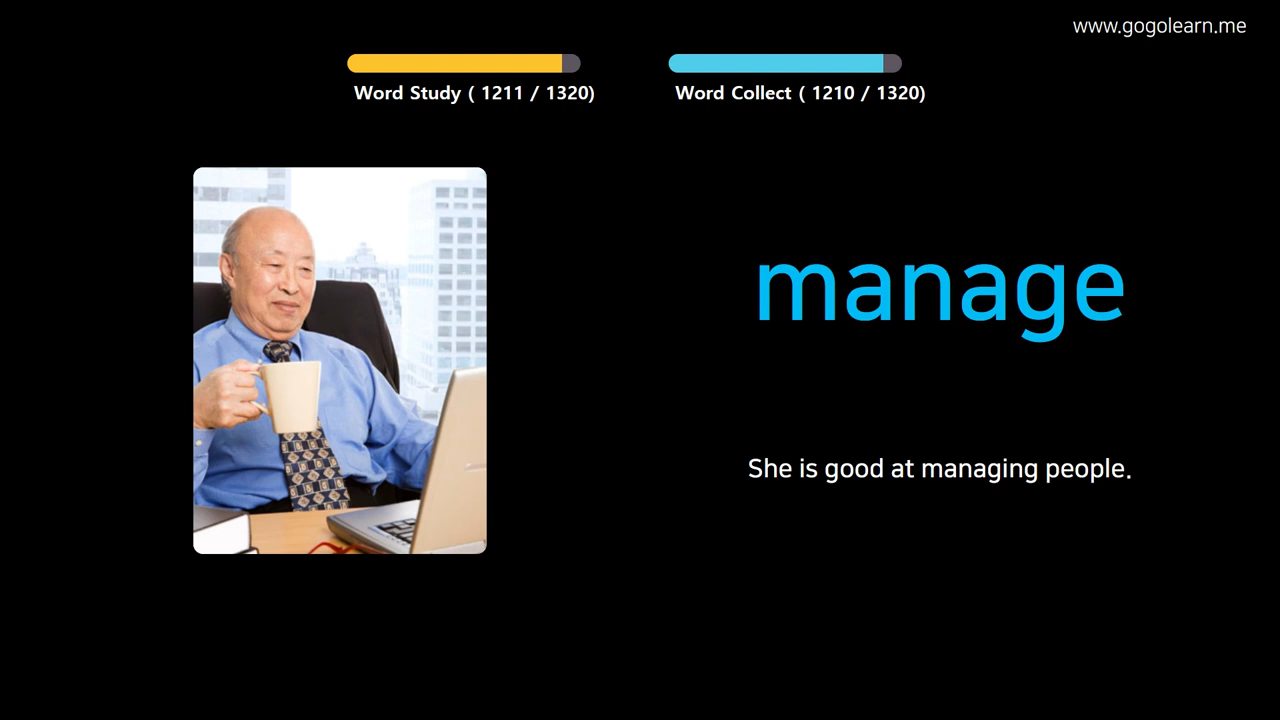 www.gogolearn.me
Word Study ( 1211 / 1320)
Word Collect ( 1210 / 1320)
manage
She is good at managing people.